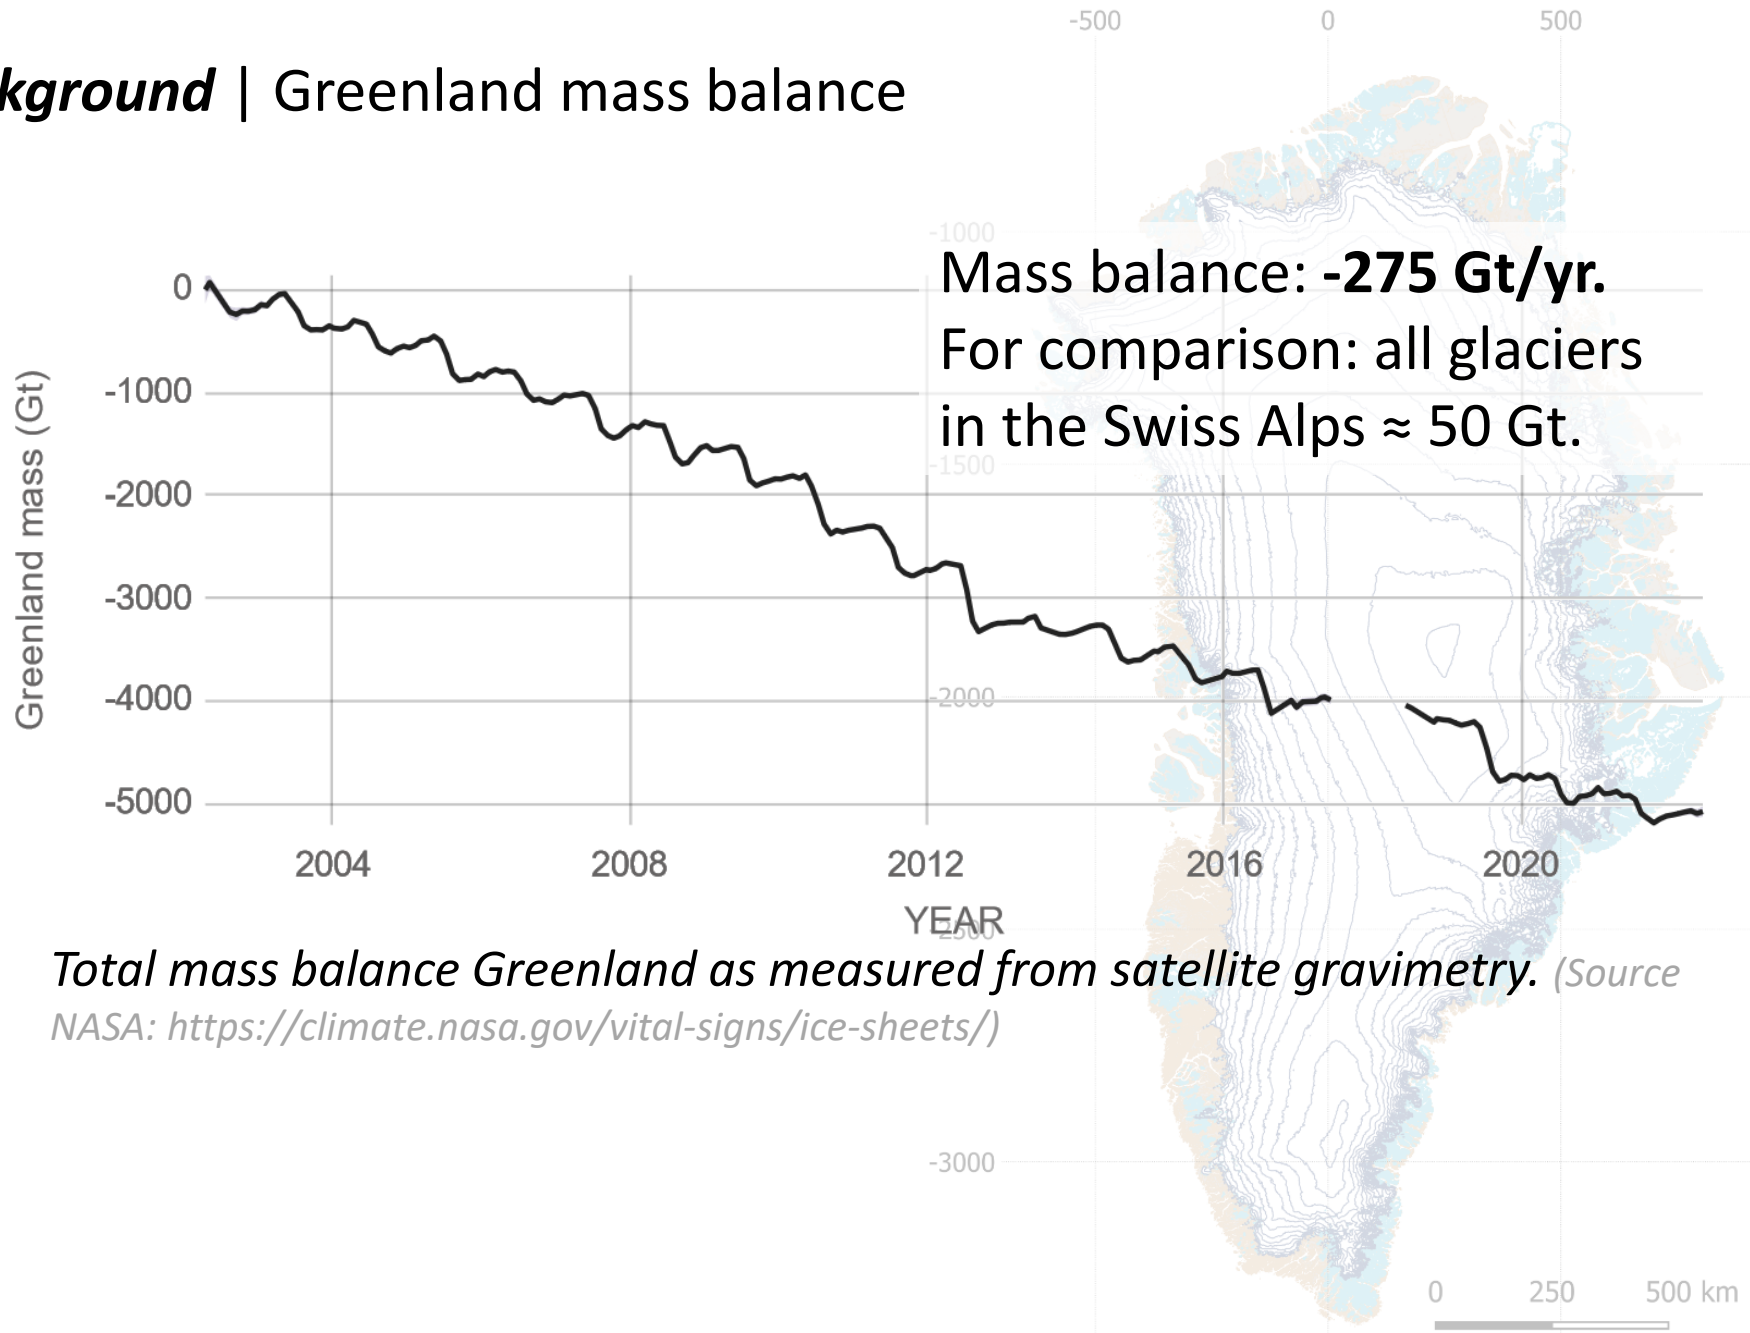 -500 0 500
kground | Greenland mass balance
-1000
Mass balance: -275 Gt/yr.
For comparison: all glaciers
in the Swiss Alps ≈ 50 Gt.
-1500
0
-1000
-2000
-3000
-4000
-5000
Greenland mass (Gt)
-2000
2004 2008 2012 2016 2020
YEAR
-2500
Total mass balance Greenland as measured from satellite gravimetry. (Source
NASA: https://climate.nasa.gov/vital-signs/ice-sheets/)
-3000
0 250 500 km